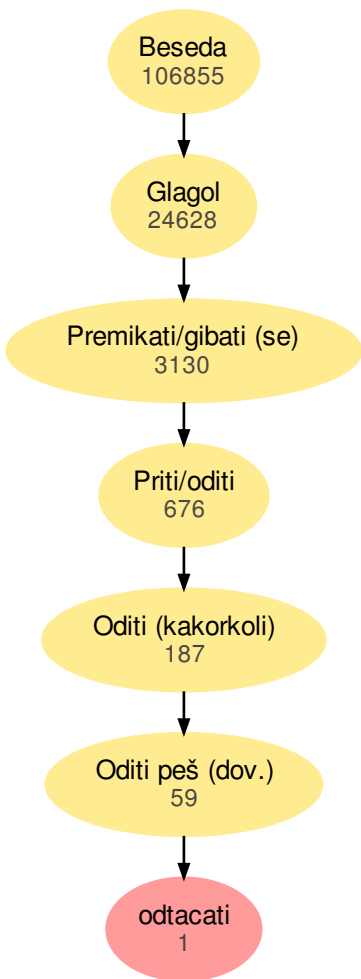 Beseda
106855
Glagol
24628
Premikati/gibati (se)
3130
Priti/oditi
676
Oditi (kakorkoli)
187
Oditi peš (dov.)
59
odtacati
1